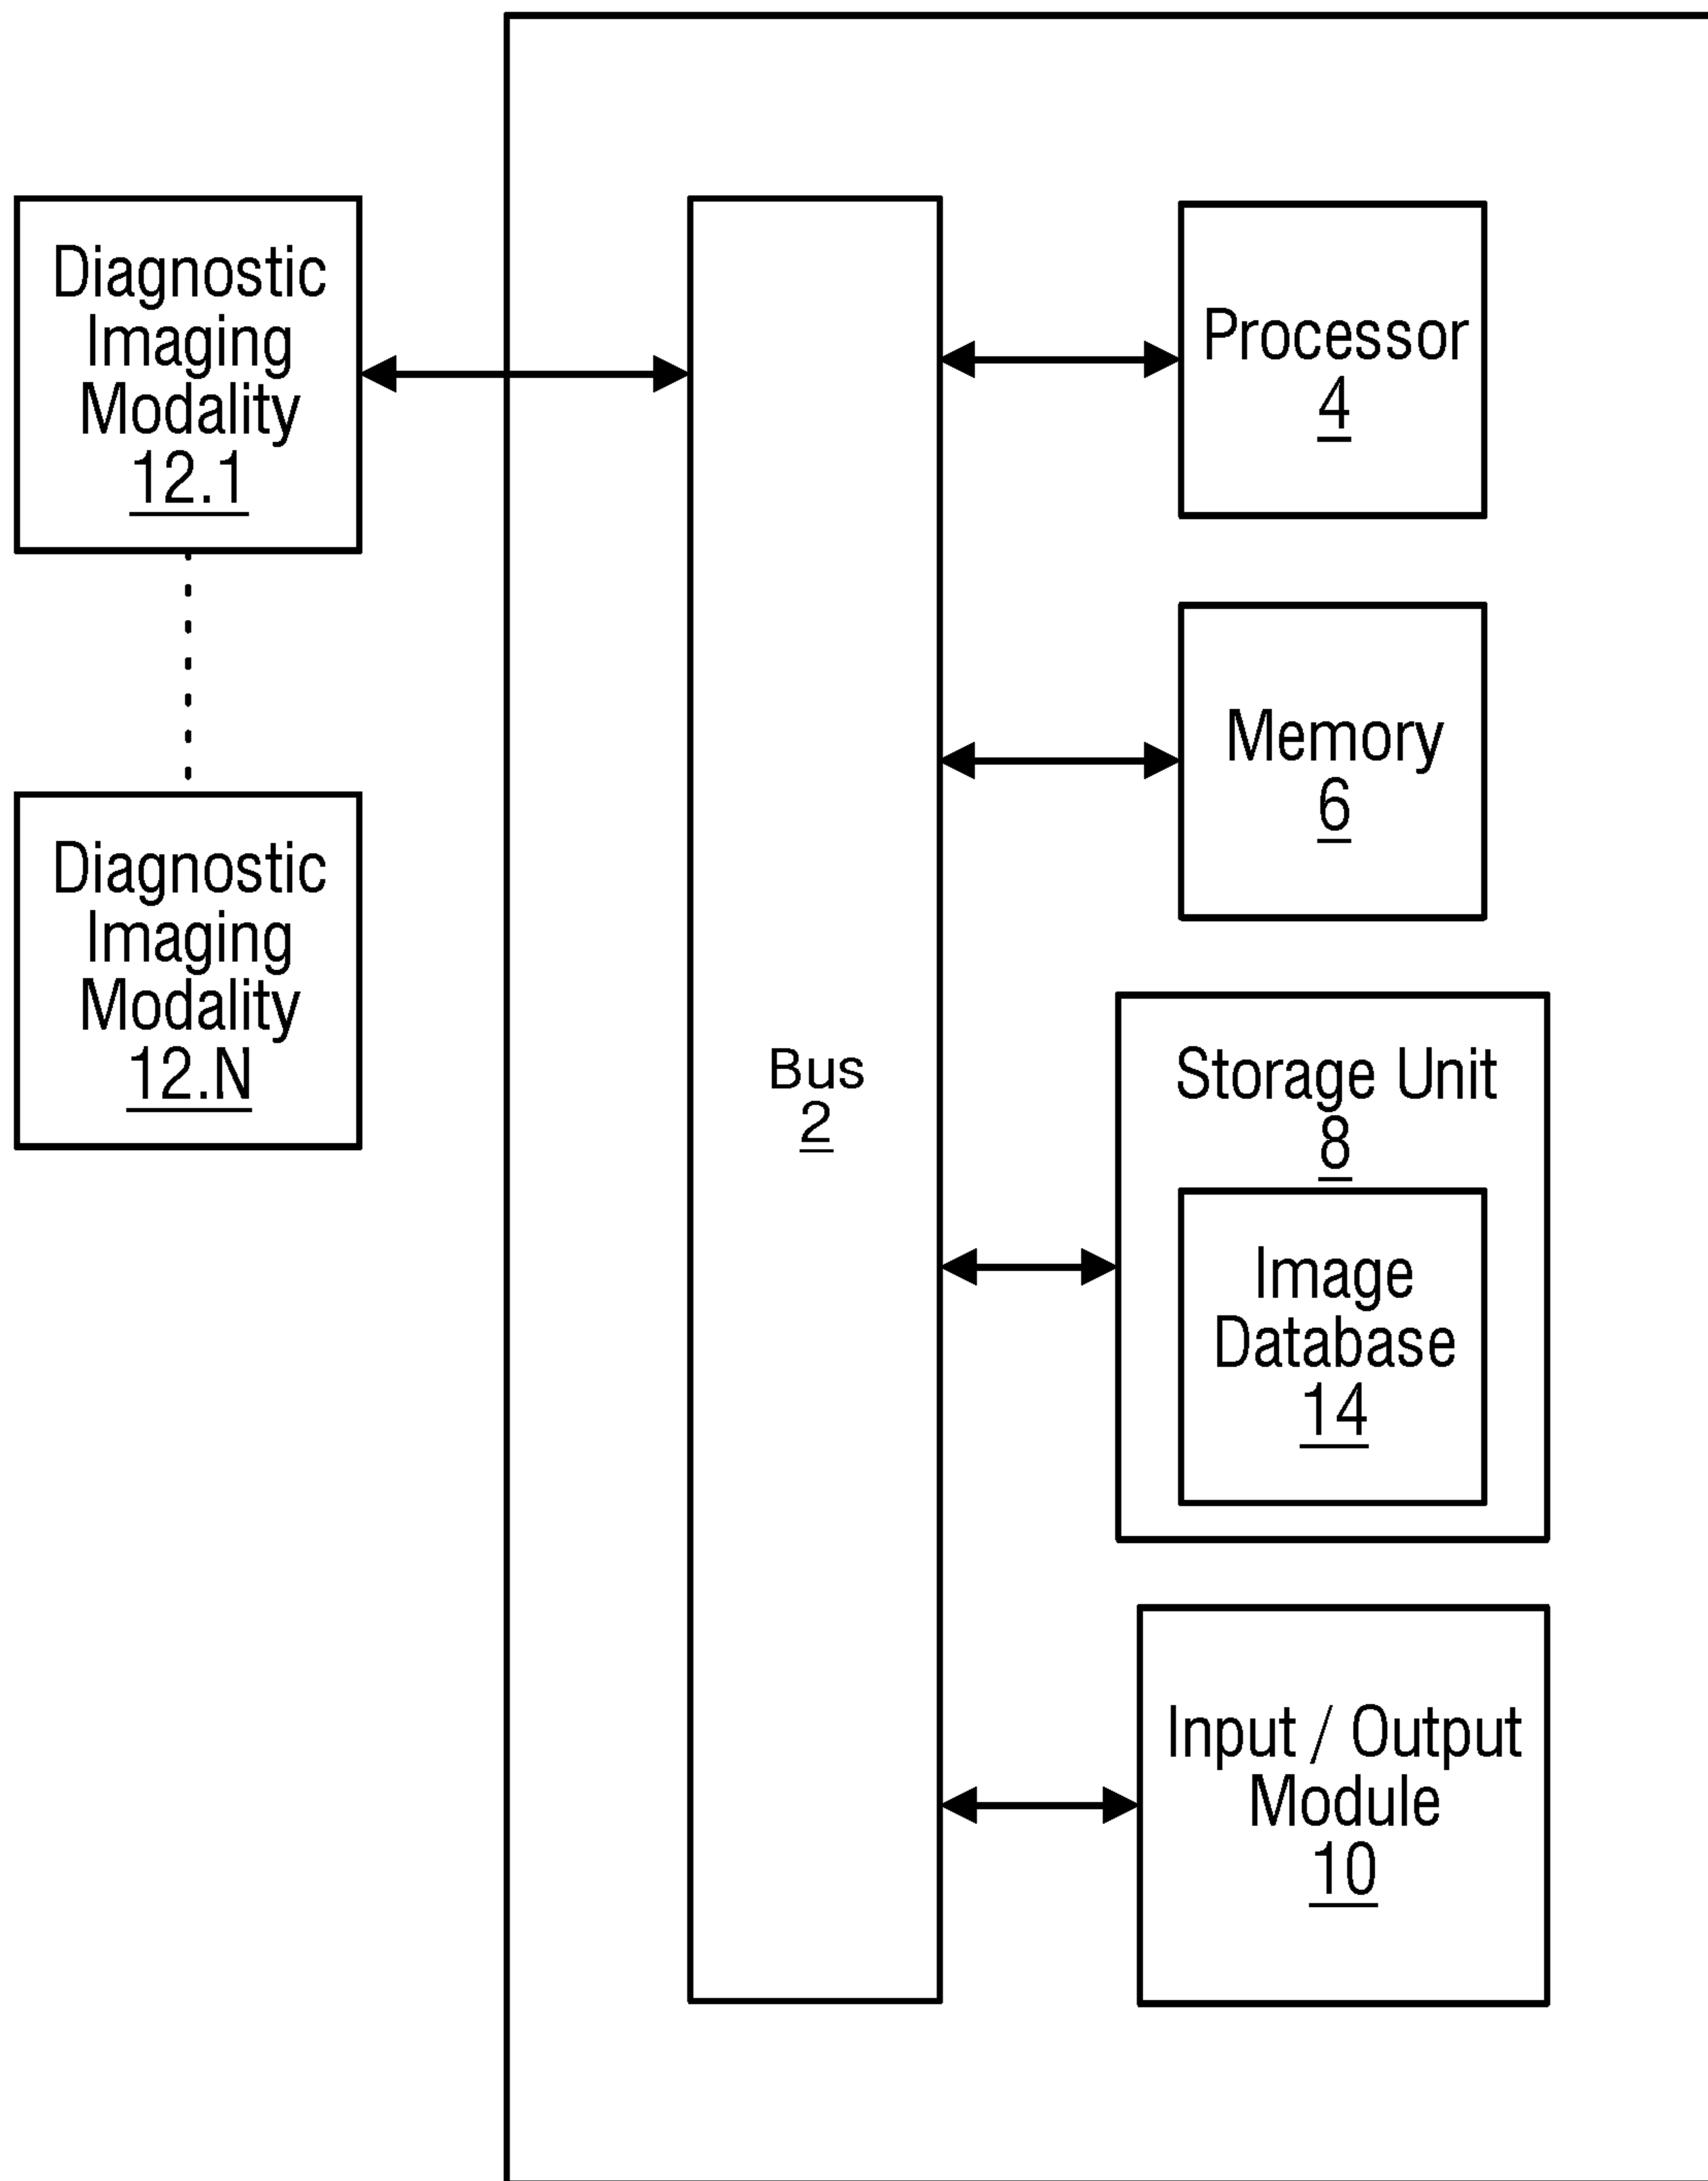 Diagnostic
Imaging
Modality
12.1
Diagnostic
Imaging
Modality
12.N
Bus
2
Processor
4
Memory
6
Storage Unit
8
Image
Database
14
Input / Output
Module
10